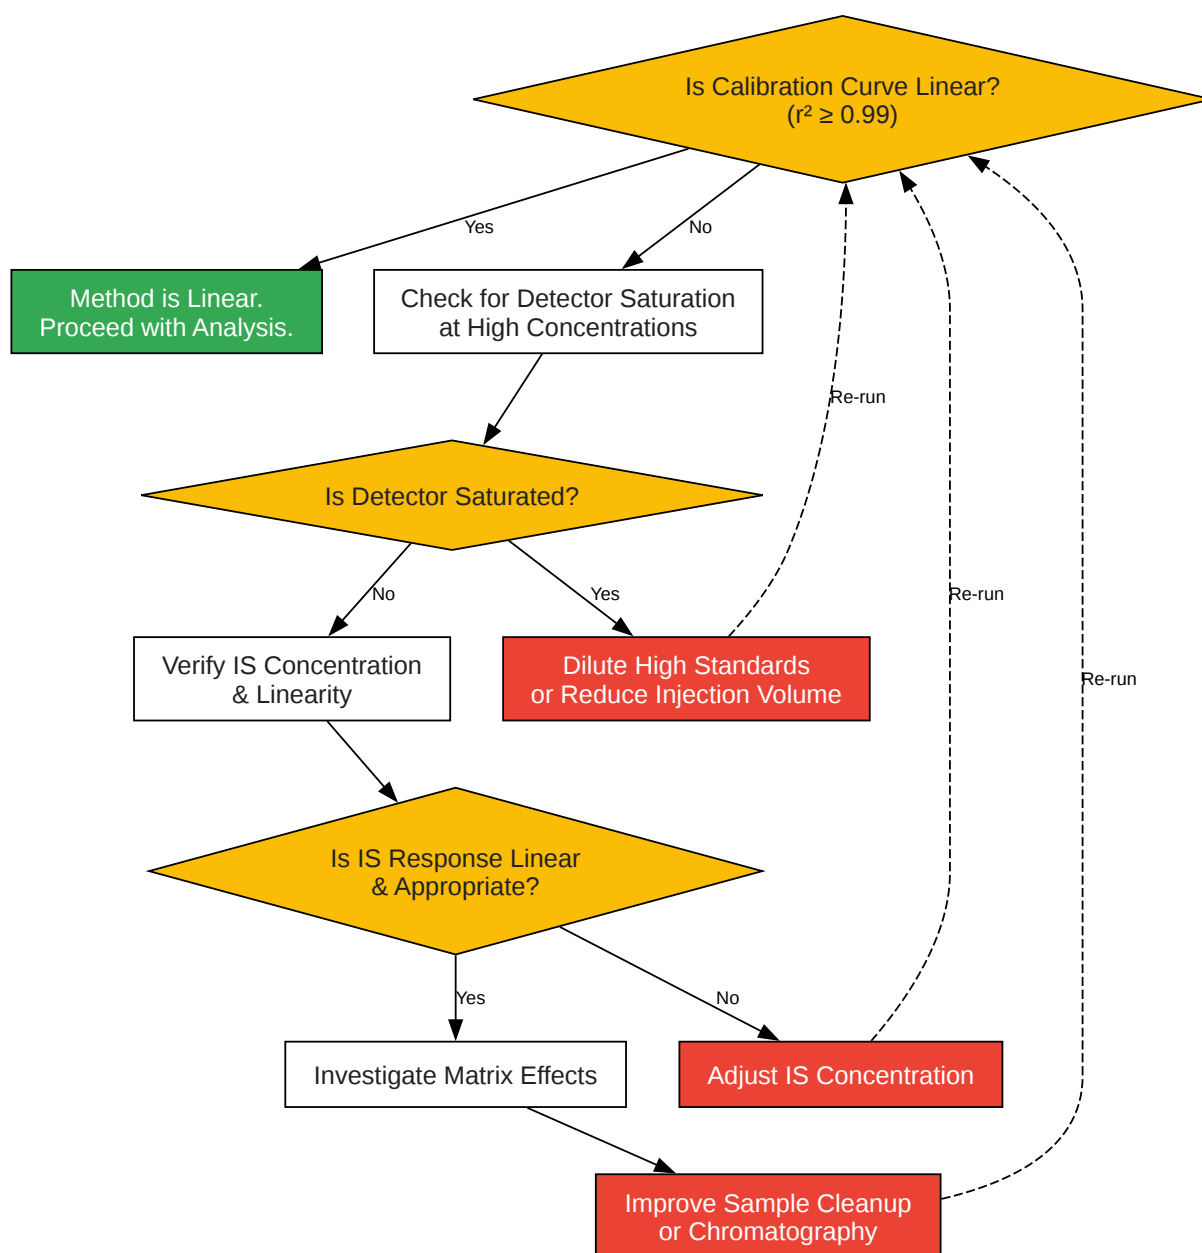 Is Calibration Curve Linear?
(r² ≥ 0.99)
Yes
No
Method is Linear.
Proceed with Analysis.
Check for Detector Saturation
at High Concentrations
Re-run
Is Detector Saturated?
No
Yes
Re-run
Verify IS Concentration
& Linearity
Dilute High Standards
or Reduce Injection Volume
Re-run
Is IS Response Linear
& Appropriate?
Yes
No
Investigate Matrix Effects
Adjust IS Concentration
Improve Sample Cleanup
or Chromatography